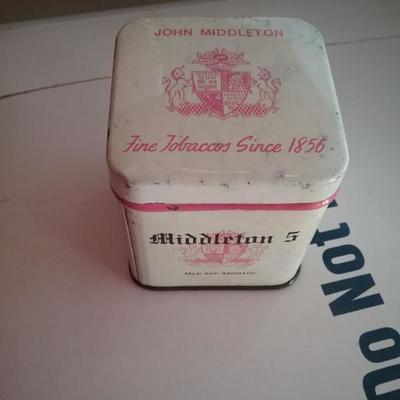 JOHN MIDDLETON
Fine Tobaccos Since 1856
Middleton 5
MILD AND AROMATIC
Do Not